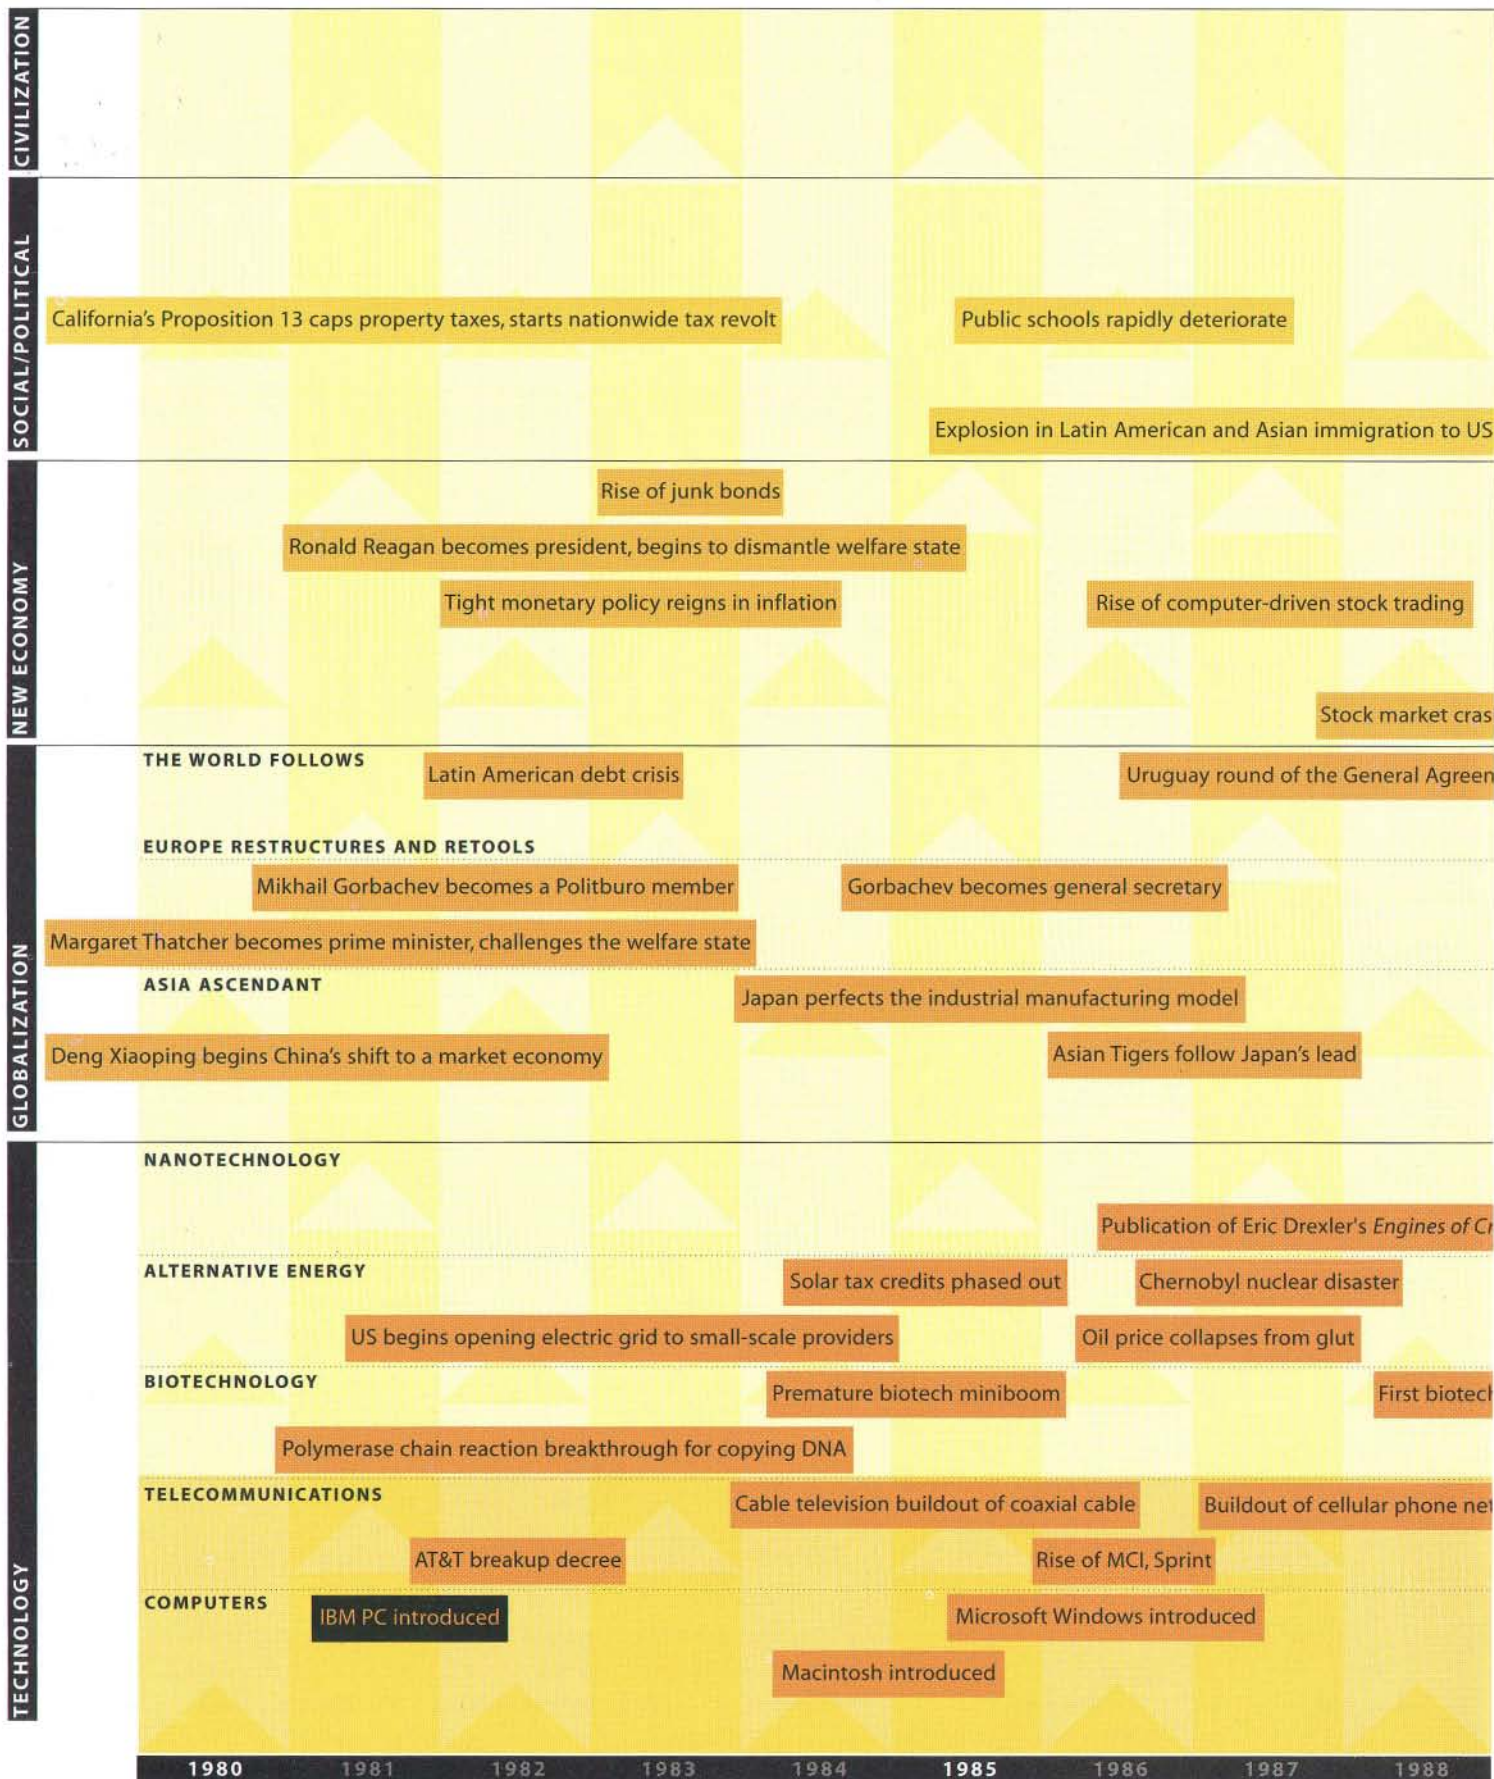 CIVILIZATION
SOCIAL/POLITICAL
California's Proposition 13 caps property taxes, starts nationwide tax revolt
Public schools rapidly deteriorate
Explosion in Latin American and Asian immigration to US
NEW ECONOMY
Rise of junk bonds
Ronald Reagan becomes president, begins to dismantle welfare state
Tight monetary policy reigns in inflation
Rise of computer-driven stock trading
Stock market cras
GLOBALIZATION
THE WORLD FOLLOWS
Latin American debt crisis
Uruguay round of the General Agreen
EUROPE RESTRUCTURES AND RETOOLS
Mikhail Gorbachev becomes a Politburo member
Gorbachev becomes general secretary
Margaret Thatcher becomes prime minister, challenges the welfare state
ASIA ASCENDANT
Japan perfects the industrial manufacturing model
Deng Xiaoping begins China's shift to a market economy
Asian Tigers follow Japan's lead
TECHNOLOGY
NANOTECHNOLOGY
Publication of Eric Drexler's Engines of Cr
ALTERNATIVE ENERGY
Solar tax credits phased out
Chernobyl nuclear disaster
US begins opening electric grid to small-scale providers
Oil price collapses from glut
BIOTECHNOLOGY
Premature biotech miniboom
First biotech
Polymerase chain reaction breakthrough for copying DNA
TELECOMMUNICATIONS
Cable television buildout of coaxial cable
Buildout of cellular phone net
AT&T breakup decree
Rise of MCI, Sprint
COMPUTERS
IBM PC introduced
Microsoft Windows introduced
Macintosh introduced
1980 1981 1982 1983 1984 1985 1986 1987 1988